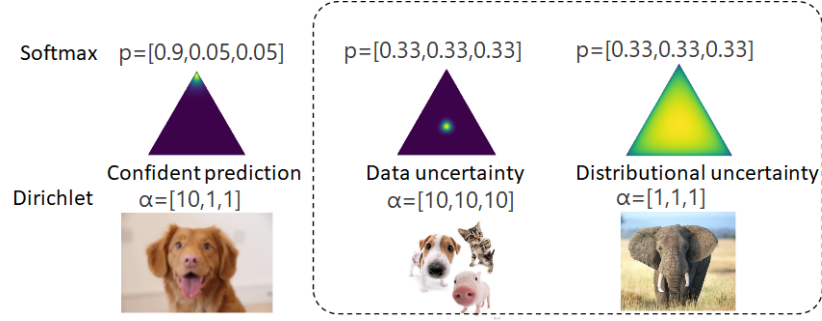 Softmax p=[0.9,0.05,0.05] p=[0.33,0.33,0.33] p=[0.33,0.33,0.33]
Confident prediction Data uncertainty Distributional uncertainty
Dirichlet α=[10,1,1] α=[10,10,10] α=[1,1,1]